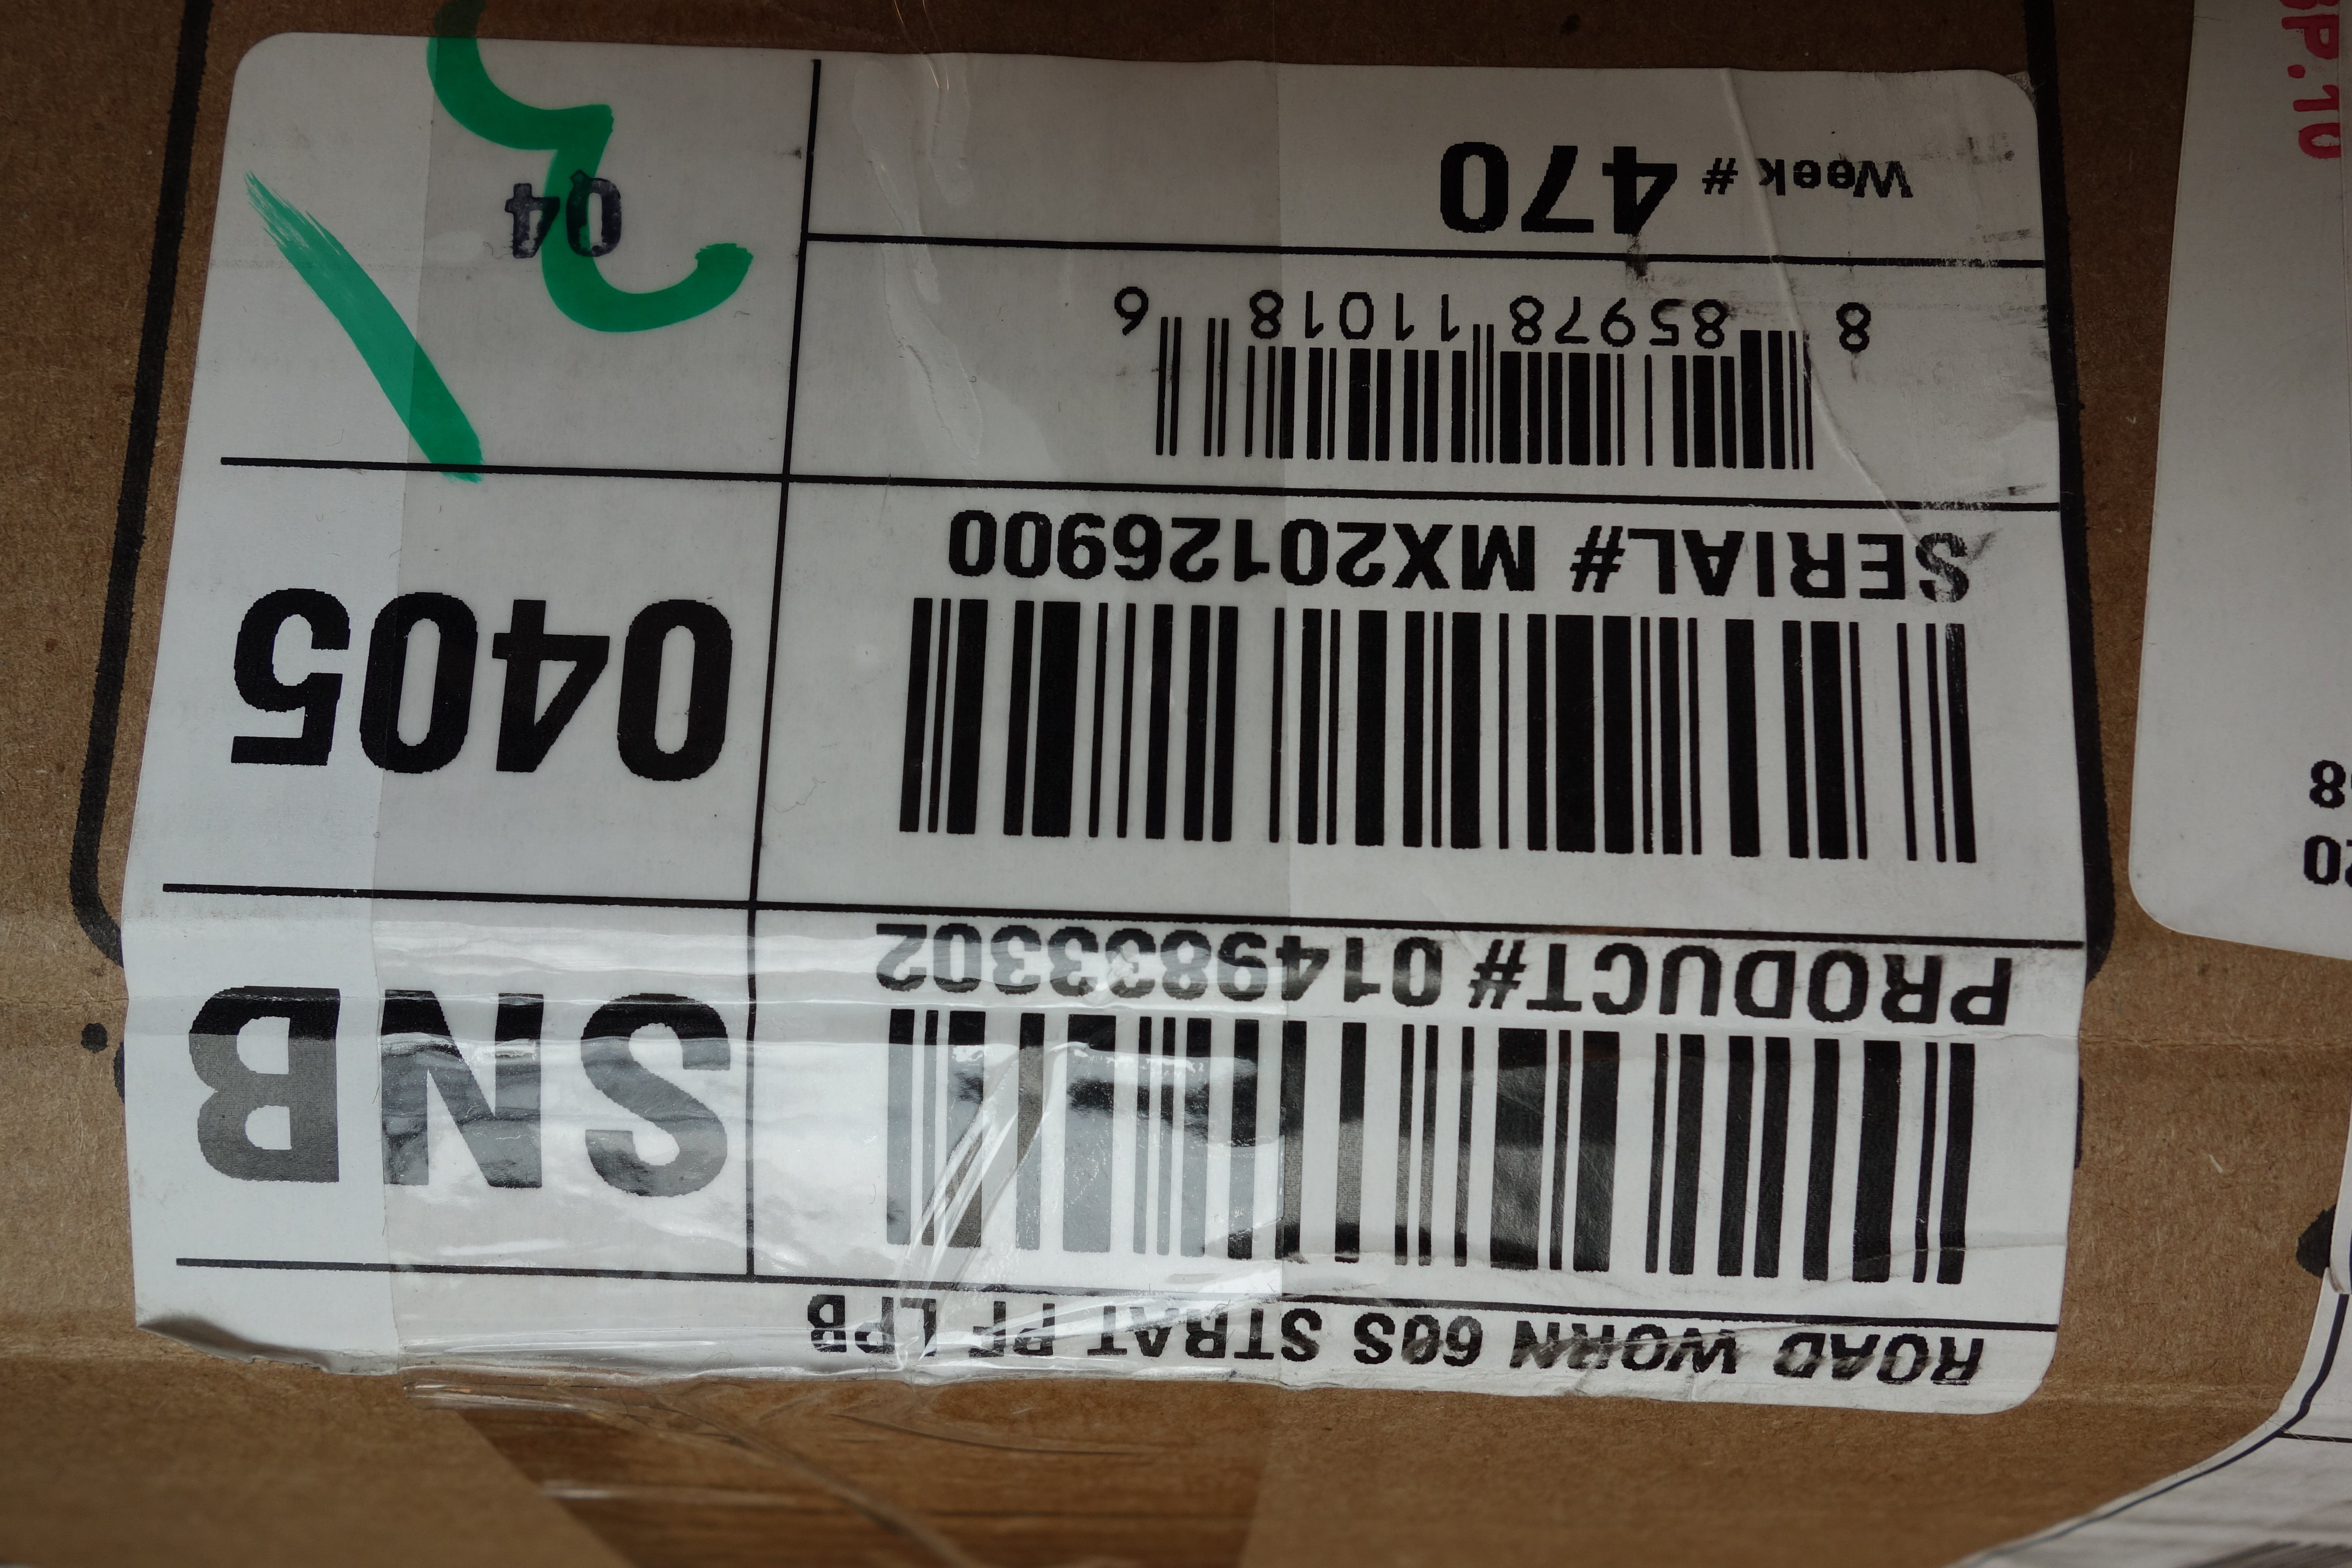 ROAD WORN 60S STRAT PF LPB
PRODUCT# 0149833302
SNB
SERIAL# MX20126900
0405
8 85978 11018 6
Week # 470
04